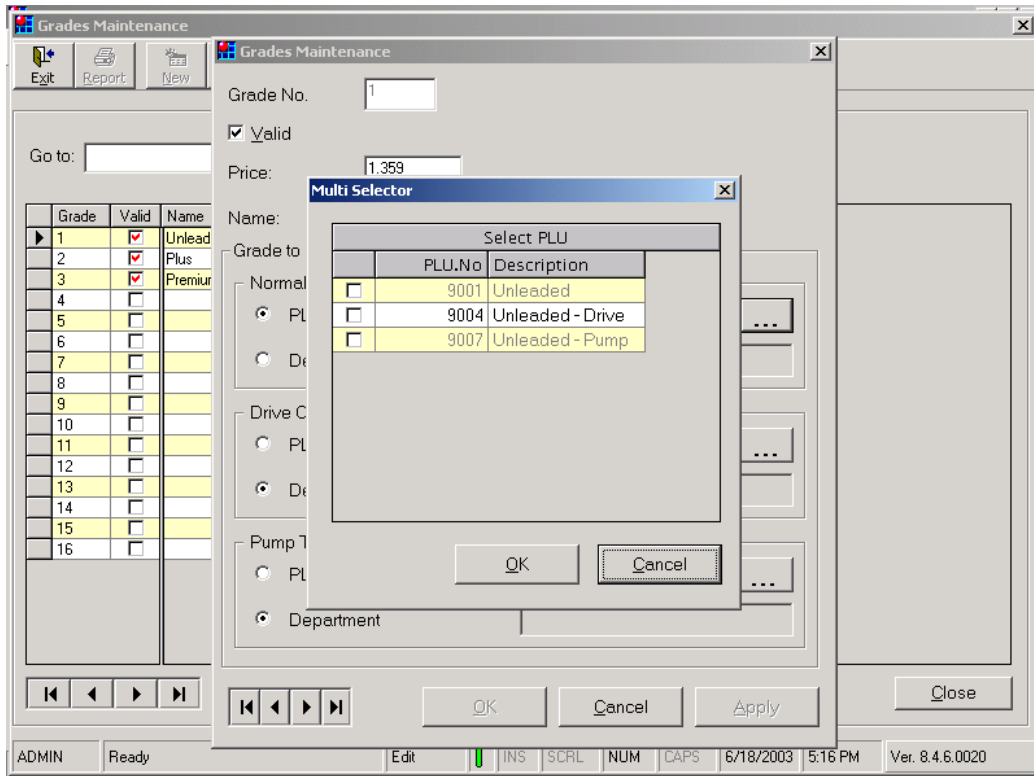 Grades Maintenance
Exit Report New
Go to:
Grade Valid Name
1 Unlead
2 Plus
3 Premium
4
5
6
7
8
9
10
11
12
13
14
15
16
Close
Grades Maintenance
Grade No. 1
Valid
Price: 1.359
Name:
Grade to
Normal
PL
De
...
Drive O
PL
De
...
Pump T
PL
...
Department
OK Cancel Apply
Multi Selector
Select PLU
PLU.No Description
9001 Unleaded
9004 Unleaded - Drive
9007 Unleaded - Pump
OK Cancel
ADMIN Ready Edit INS SCRL NUM CAPS 6/18/2003 5:16 PM Ver. 8.4.6.0020